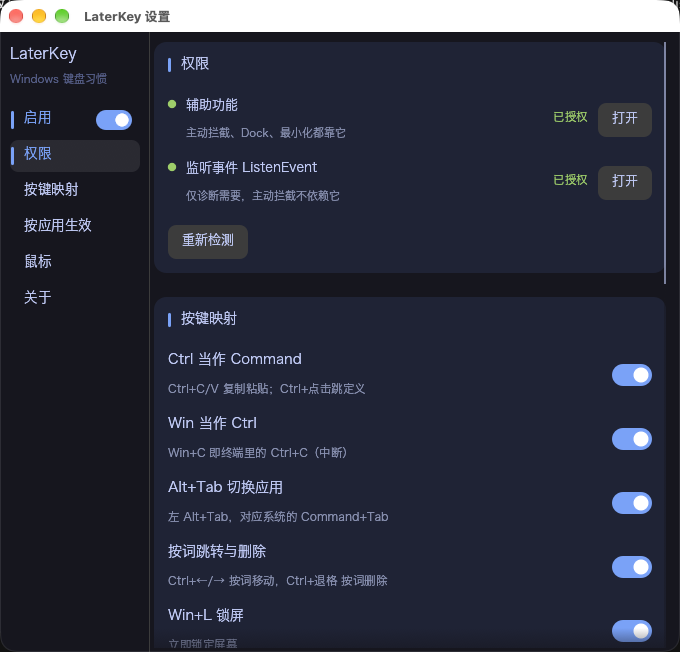 LaterKey 设置
LaterKey
Windows 键盘习惯
启用
权限
按键映射
按应用生效
鼠标
关于
权限
辅助功能
主动拦截、Dock、最小化都靠它
已授权
打开
监听事件 ListenEvent
仅诊断需要，主动拦截不依赖它
已授权
打开
重新检测
按键映射
Ctrl 当作 Command
Ctrl+C/V 复制粘贴；Ctrl+点击跳定义
Win 当作 Ctrl
Win+C 即终端里的 Ctrl+C（中断）
Alt+Tab 切换应用
左 Alt+Tab，对应系统的 Command+Tab
按词跳转与删除
Ctrl+←/→ 按词移动，Ctrl+退格 按词删除
Win+L 锁屏
立即锁定屏幕